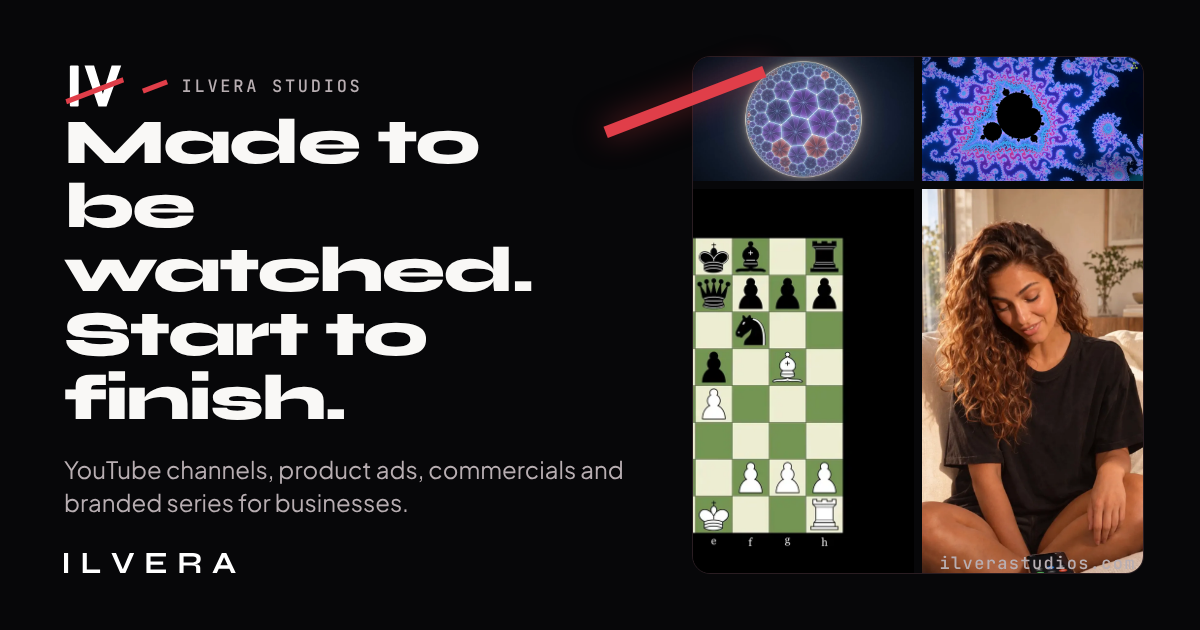 IV
ILVERA STUDIOS
Made to
be
watched.
Start to
finish.
YouTube channels, product ads, commercials and
branded series for businesses.
ILVERA
e f g h
ilverastudios.com